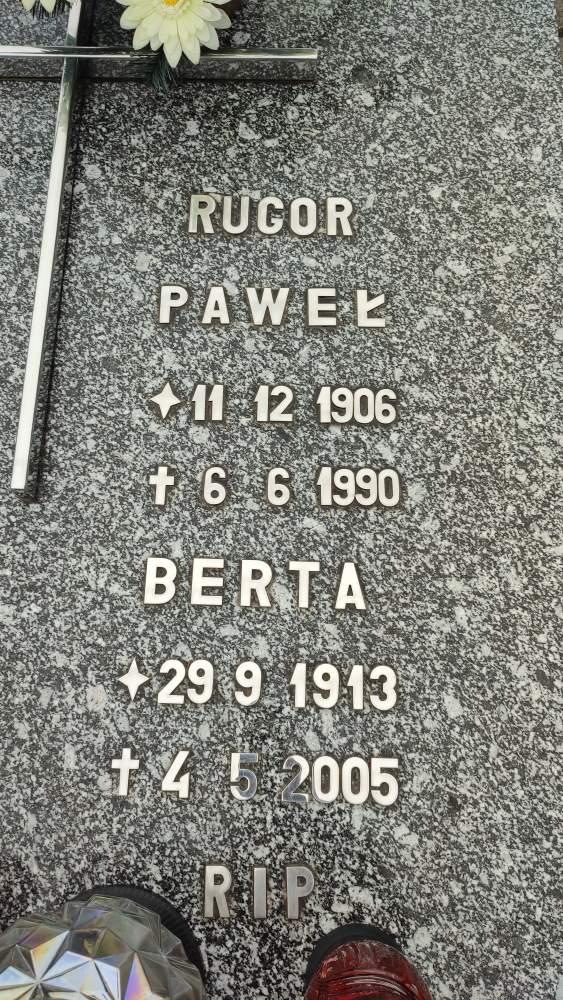 RUGOR
PAWEŁ
✦11 12 1906
✝ 6 6 1990
BERTA
✦29 9 1913
✝ 4 5 2005
RIP